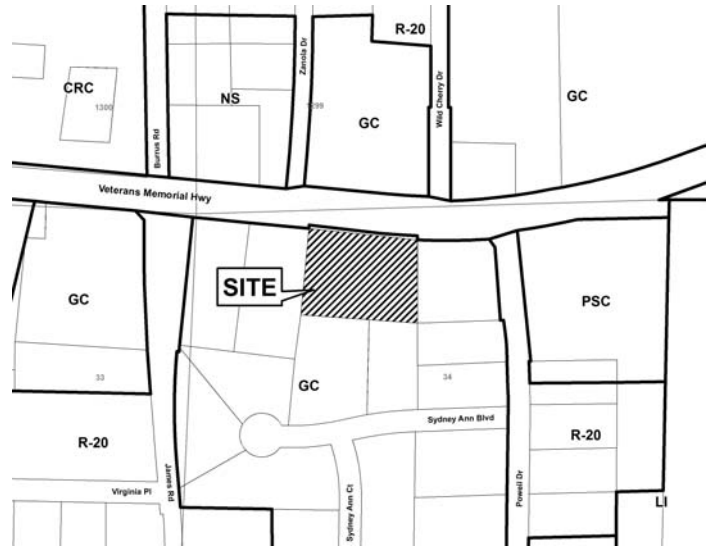 R-20
Zanola Dr
Wild Cherry Dr
CRC
1309
NS
1299
GC
GC
Burrus Rd
Veterans Memorial Hwy
SITE
GC
PSC
33
GC
34
Sydney Ann Blvd
R-20
R-20
Virginia Pl
James Rd
Sydney Ann Ct
Powell Dr
LI